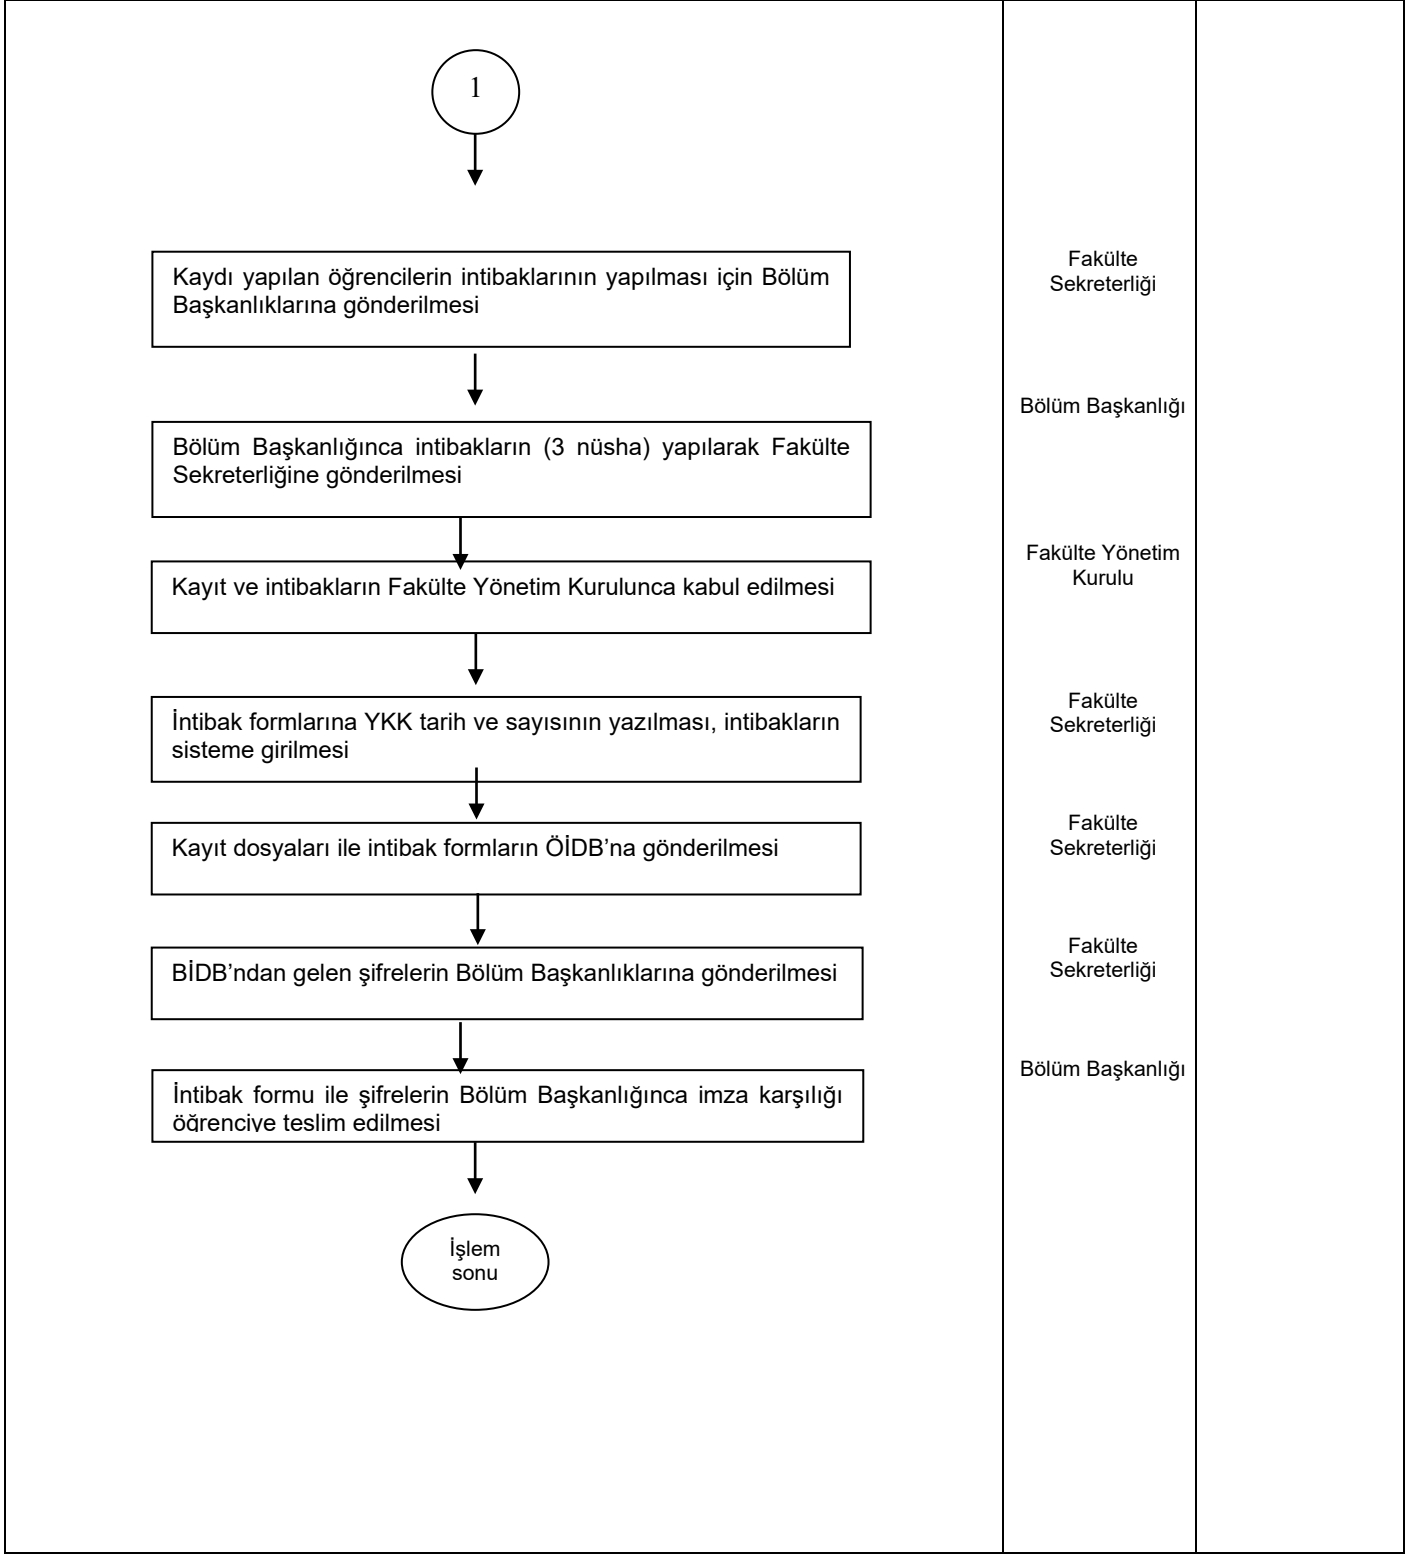 1
Kaydı yapılan öğrencilerin intibaklarının yapılması için Bölüm
Başkanlıklarına gönderilmesi
Fakülte
Sekreterliği
Bölüm Başkanlığı
Bölüm Başkanlığınca intibakların (3 nüsha) yapılarak Fakülte
Sekreterliğine gönderilmesi
Fakülte Yönetim
Kurulu
Kayıt ve intibakların Fakülte Yönetim Kurulunca kabul edilmesi
Fakülte
Sekreterliği
İntibak formlarına YKK tarih ve sayısının yazılması, intibakların
sisteme girilmesi
Fakülte
Sekreterliği
Kayıt dosyaları ile intibak formların ÖİDB’na gönderilmesi
Fakülte
Sekreterliği
BİDB’ndan gelen şifrelerin Bölüm Başkanlıklarına gönderilmesi
Bölüm Başkanlığı
İntibak formu ile şifrelerin Bölüm Başkanlığınca imza karşılığı
öğrenciye teslim edilmesi
İşlem
sonu